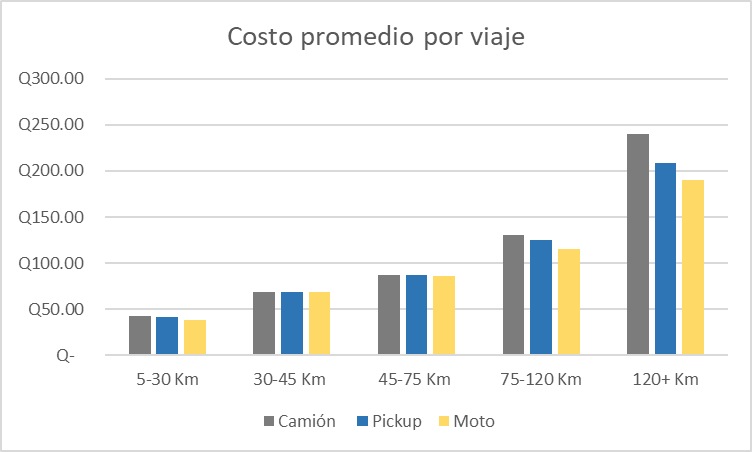 Costo promedio por viaje
Q300.00
Q250.00
Q200.00
Q150.00
Q100.00
Q50.00
Q-
5-30 Km 30-45 Km 45-75 Km 75-120 Km 120+ Km
Camión Pickup Moto